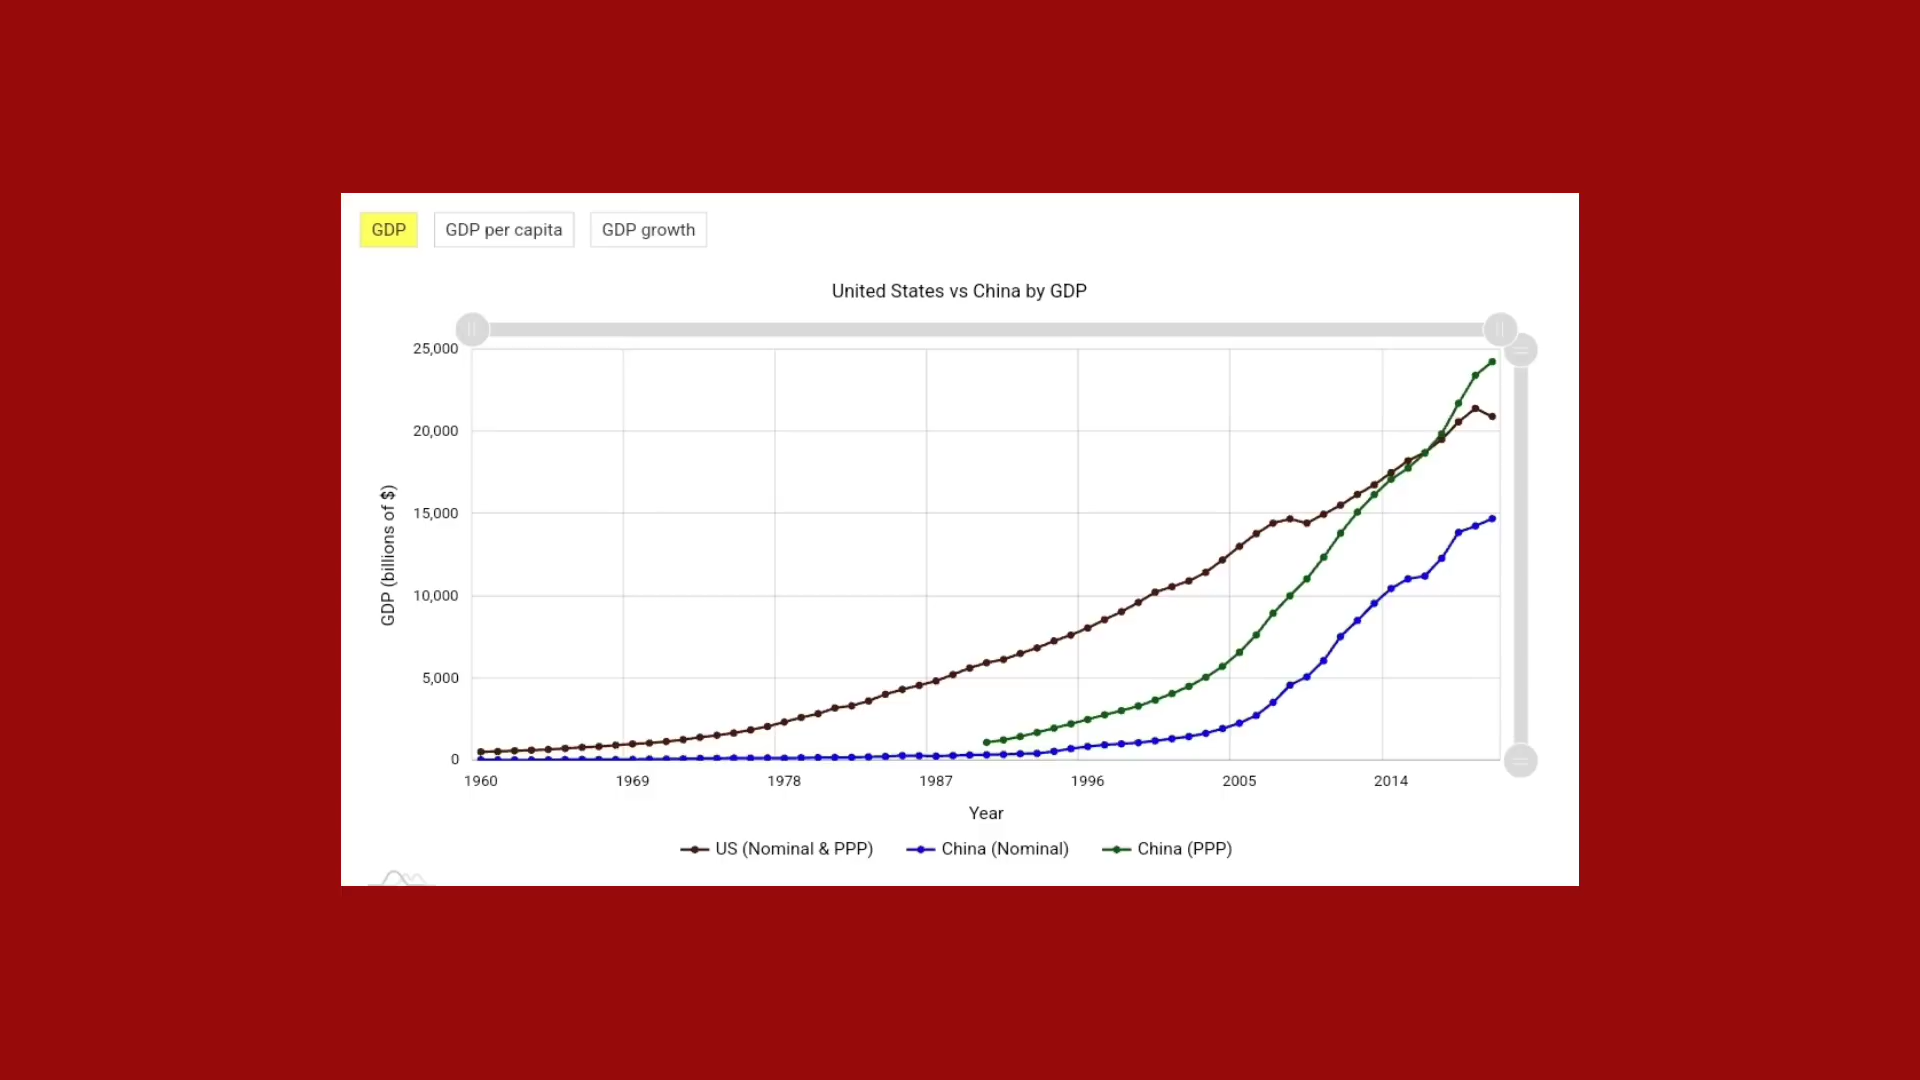 GDP
GDP per capita
GDP growth
United States vs China by GDP
25,000
20,000
15,000
10,000
5,000
0
GDP (billions of $)
1960 1969 1978 1987 1996 2005 2014
Year
US (Nominal & PPP) China (Nominal) China (PPP)